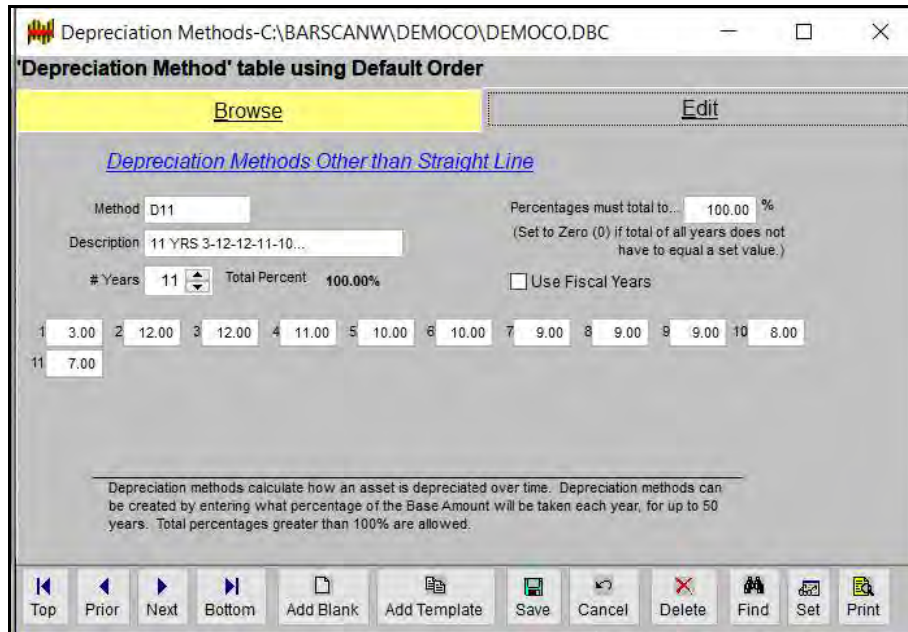 Depreciation Methods-C:\BARSCANW\DEMOCO\DEMOCO.DBC
'Depreciation Method' table using Default Order
Browse Edit
Depreciation Methods Other than Straight Line
Method D11 Percentages must total to... 100.00 %
(Set to Zero (0) if total of all years does not
have to equal a set value.)
Description 11 YRS 3-12-12-11-10...
# Years 11 Total Percent 100.00% Use Fiscal Years
1 3.00 2 12.00 3 12.00 4 11.00 5 10.00 6 10.00 7 9.00 8 9.00 9 9.00 10 8.00
11 7.00
Depreciation methods calculate how an asset is depreciated over time. Depreciation methods can
be created by entering what percentage of the Base Amount will be taken each year, for up to 50
years. Total percentages greater than 100% are allowed.
Top Prior Next Bottom Add Blank Add Template Save Cancel Delete Find Set Print